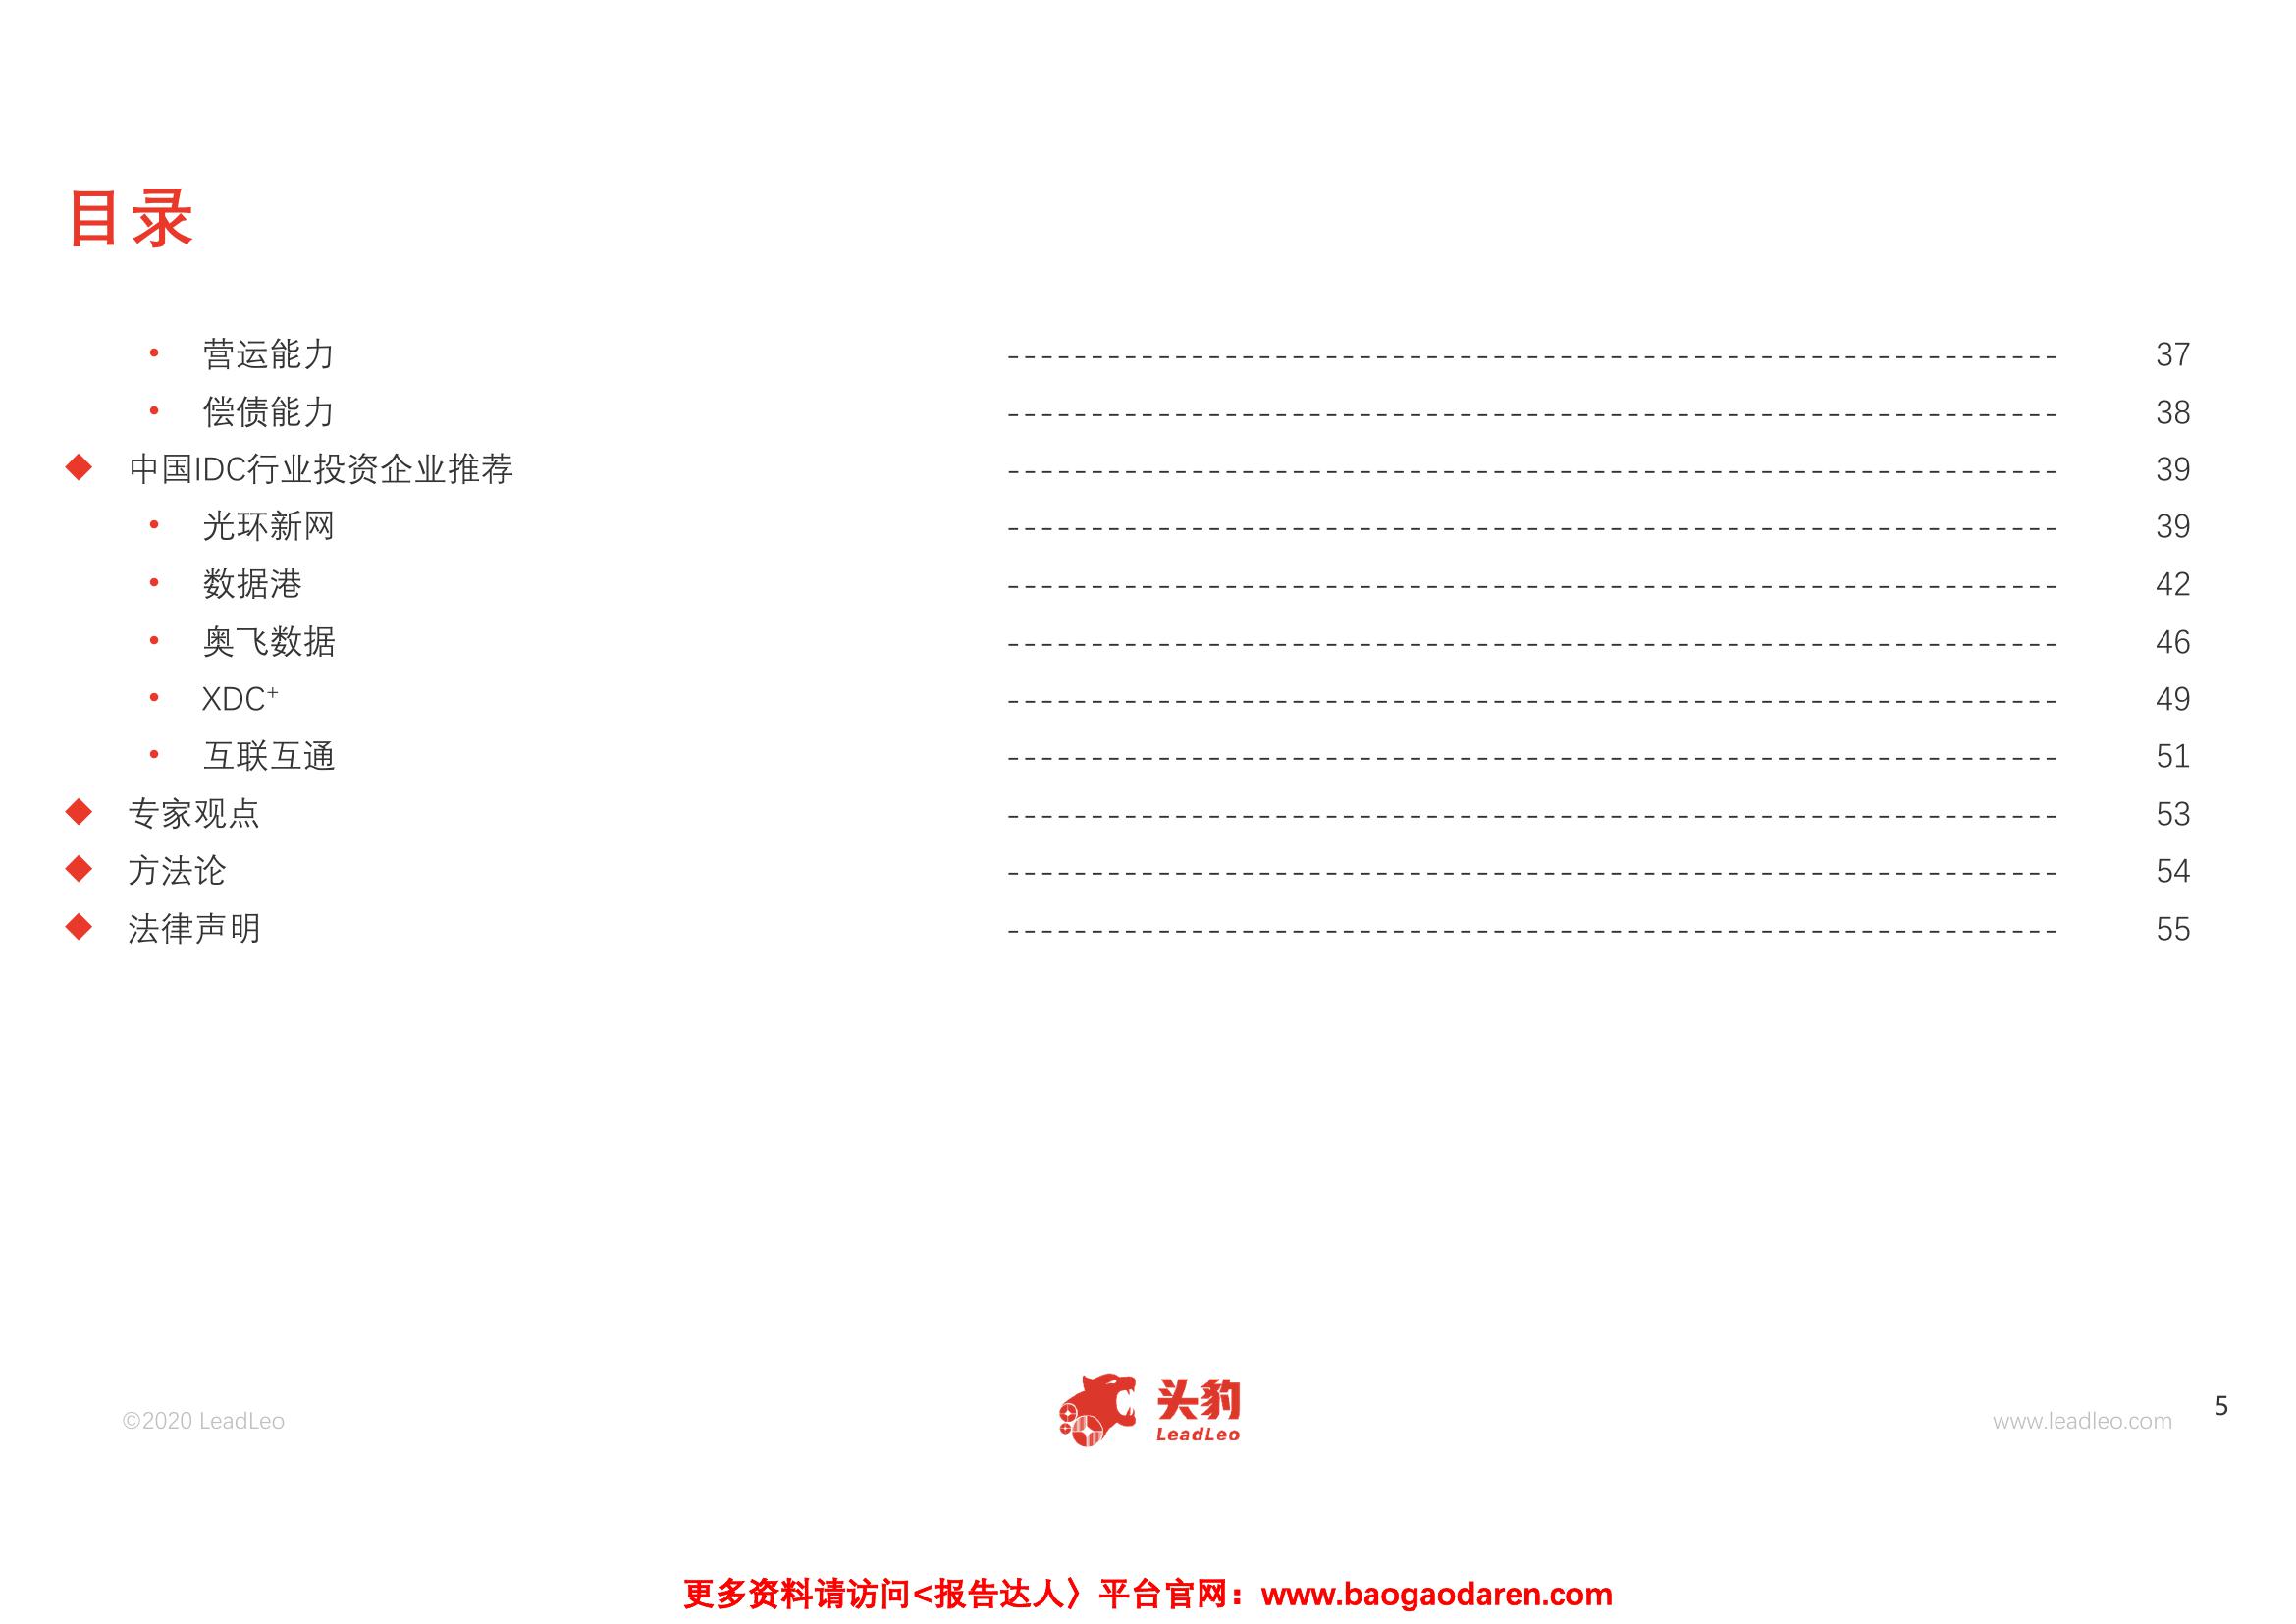 目录
• 营运能力 37
• 偿债能力 38
◆ 中国IDC行业投资企业推荐 39
• 光环新网 39
• 数据港 42
• 奥飞数据 46
• XDC⁺ 49
• 互联互通 51
◆ 专家观点 53
◆ 方法论 54
◆ 法律声明 55
头豹
LeadLeo
©2020 LeadLeo
www.leadleo.com
5
更多资料请访问<报告达人〉平台官网：www.baogaodaren.com